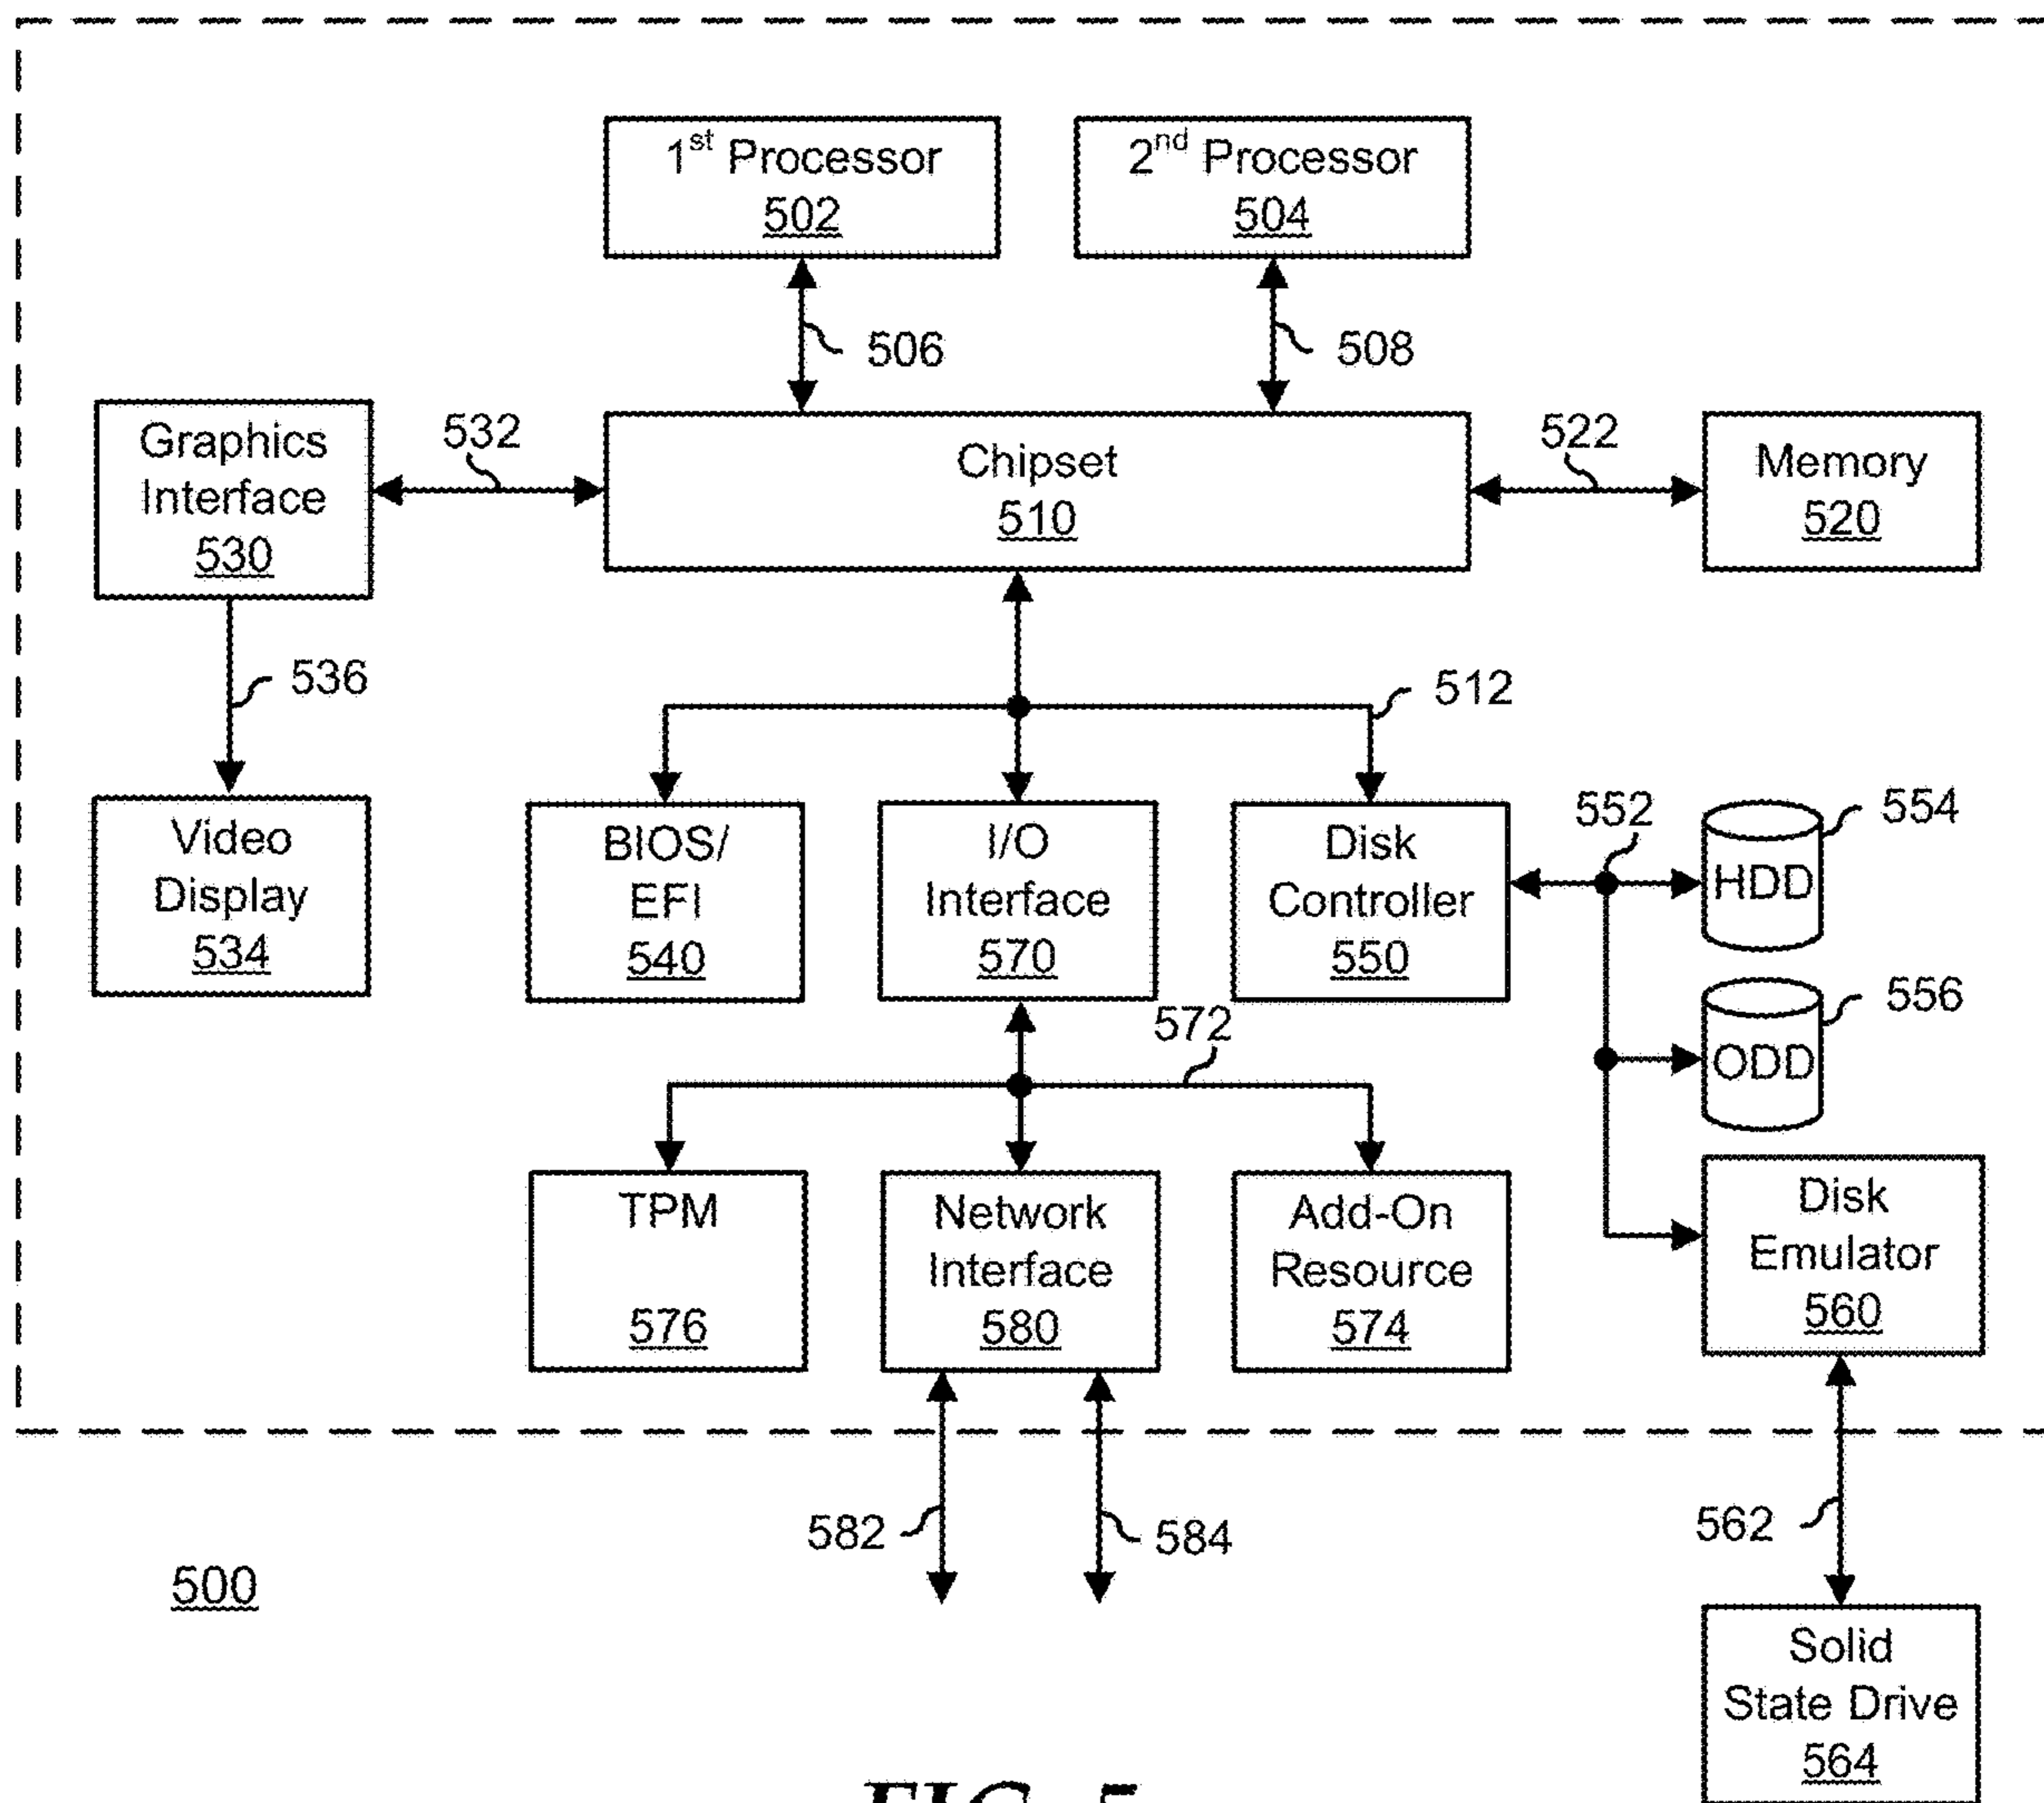 1st Processor
502
2nd Processor
504
506
508
Graphics
Interface
530
532
Chipset
510
522
Memory
520
536
512
Video
Display
534
BIOS/
EFI
540
I/O
Interface
570
Disk
Controller
550
552
HDD
554
ODD
556
572
TPM
576
Network
Interface
580
Add-On
Resource
574
Disk
Emulator
560
582
584
562
500
Solid
State Drive
564
FIG. 5